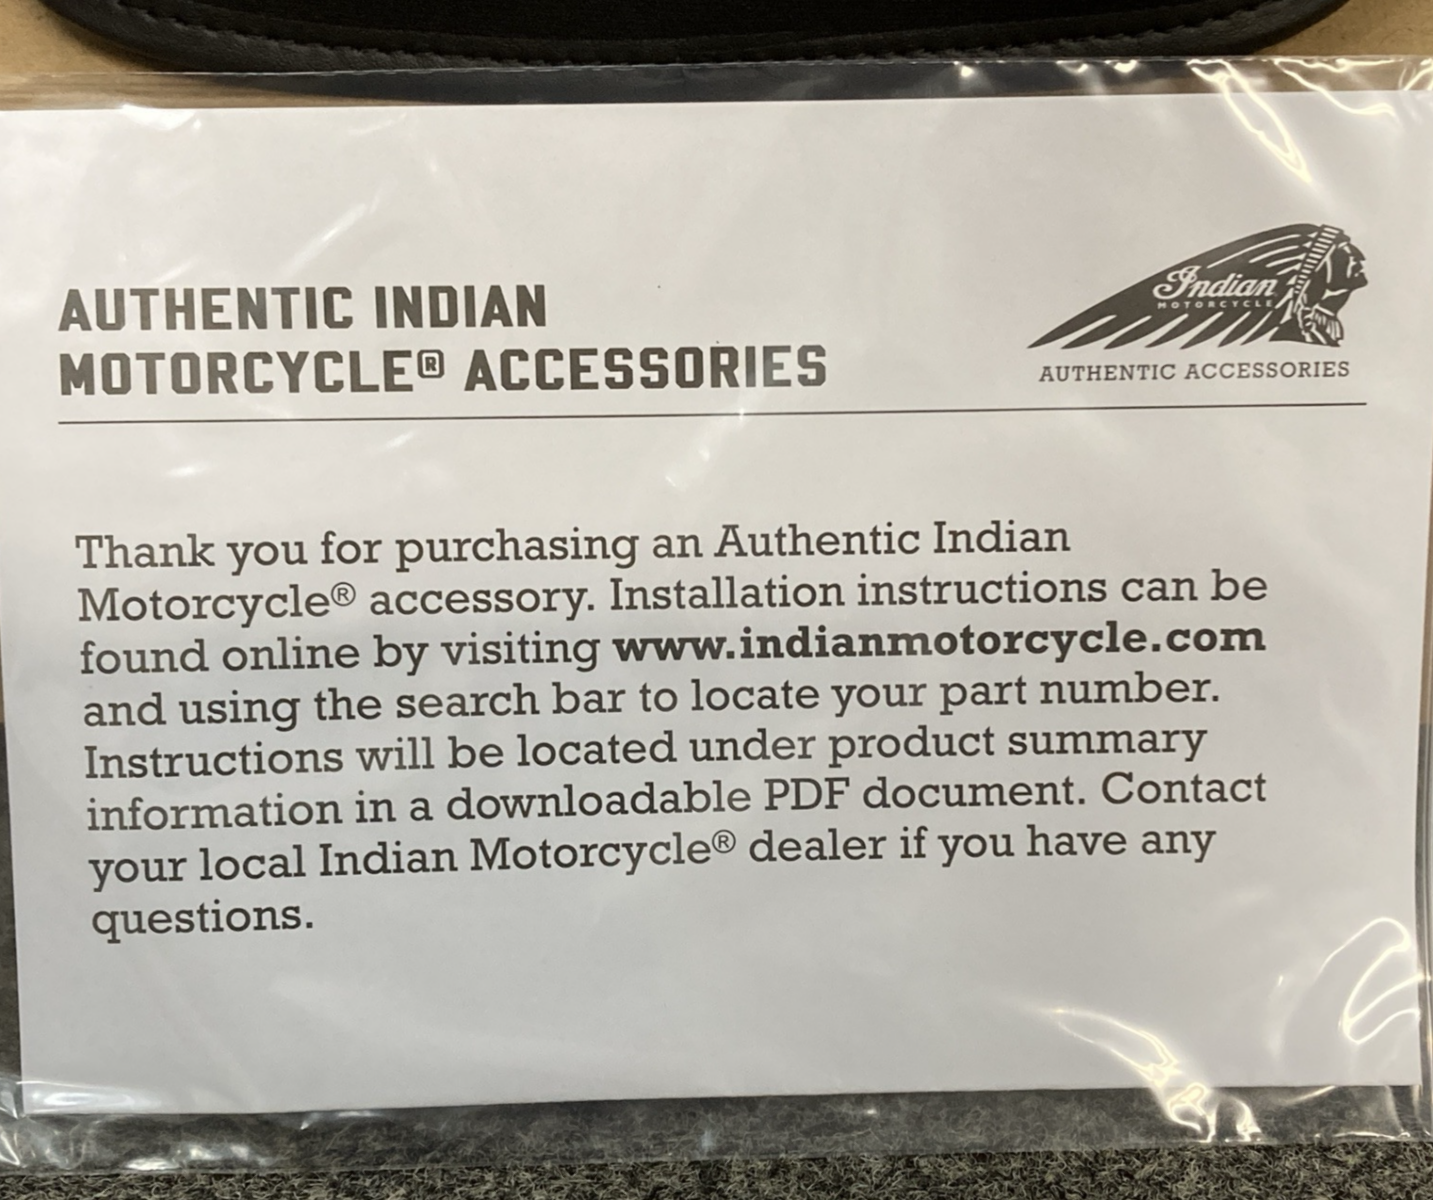 AUTHENTIC INDIAN
MOTORCYCLE® ACCESSORIES
Indian
MOTORCYCLE
AUTHENTIC ACCESSORIES
Thank you for purchasing an Authentic Indian
Motorcycle® accessory. Installation instructions can be
found online by visiting www.indianmotorcycle.com
and using the search bar to locate your part number.
Instructions will be located under product summary
information in a downloadable PDF document. Contact
your local Indian Motorcycle® dealer if you have any
questions.